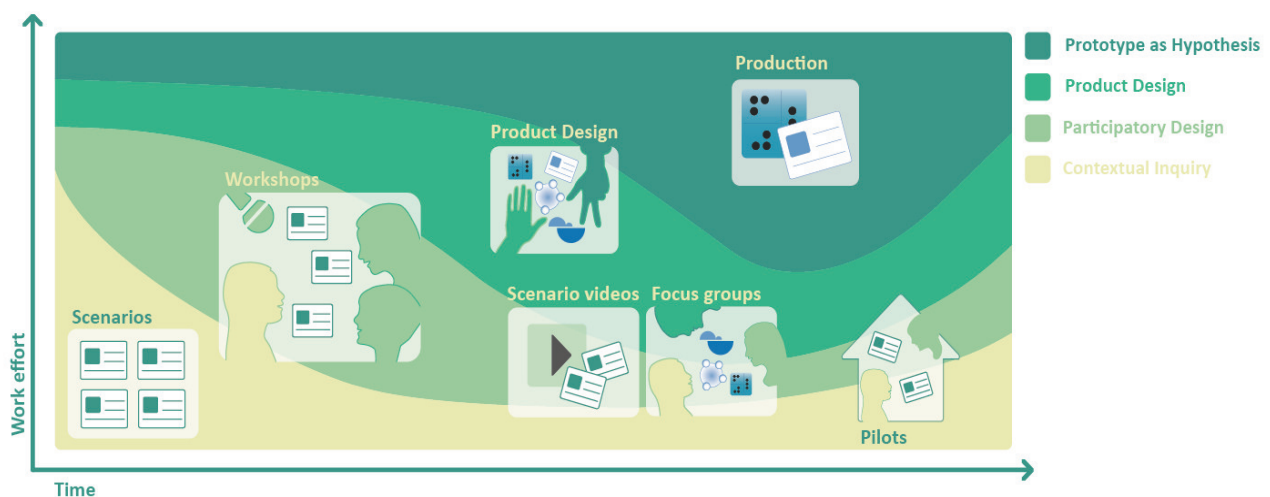 Production
Prototype as Hypothesis
Product Design
Participatory Design
Contextual Inquiry
Product Design
Workshops
Scenario videos
Focus groups
Scenarios
Pilots
Work effort
Time